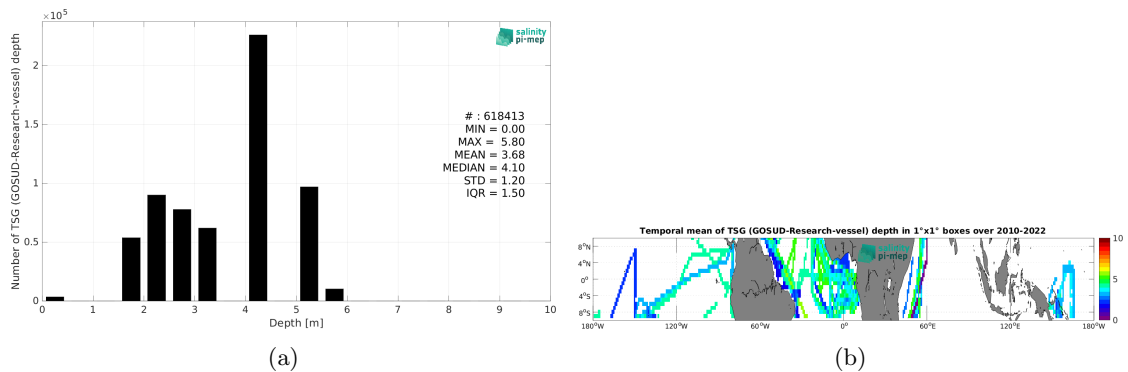 ×10⁵
salinity
pi-mep
# : 618413
MIN = 0.00
MAX = 5.80
MEAN = 3.68
MEDIAN = 4.10
STD = 1.20
IQR = 1.50
Number of TSG (GOSUD-Research-vessel) depth
2
1.5
1
0.5
0
0 1 2 3 4 5 6 7 8 9 10
Depth [m]
(a)
Temporal mean of TSG (GOSUD-Research-vessel) depth in 1°x1° boxes over 2010-2022
salinity
pi-mep
8°N
4°N
0°
4°S
8°S
180°W 120°W 60°W 0° 60°E 120°E 180°W
10
5
0
(b)